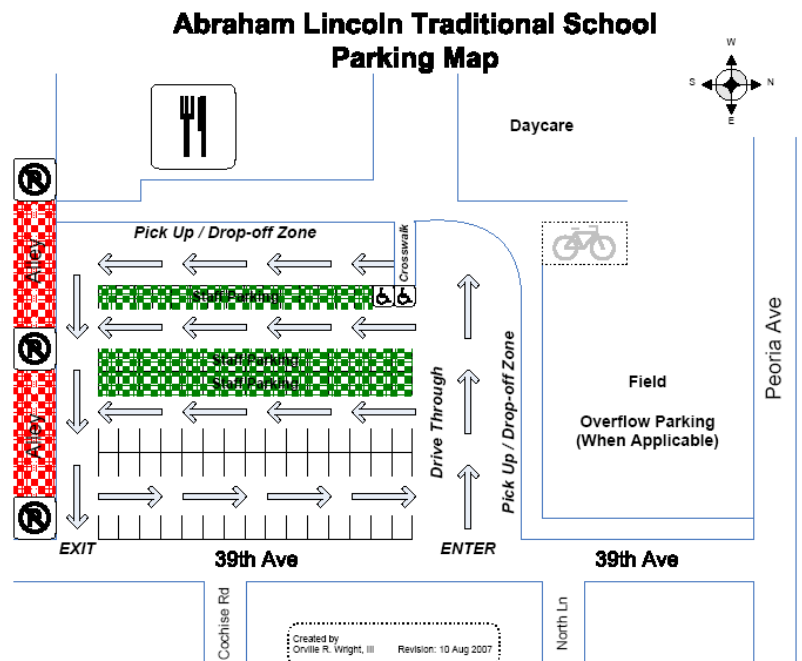 Abraham Lincoln Traditional School
Parking Map
W
S
N
E
Daycare
Pick Up / Drop-off Zone
Crosswalk
Alley
Staff Parking
Staff Parking
Staff Parking
Alley
Drive Through
Pick Up / Drop-off Zone
Field
Overflow Parking
(When Applicable)
Peoria Ave
EXIT
ENTER
39th Ave
39th Ave
Cochise Rd
North Ln
Created by
Orville R. Wright, III
Revision: 10 Aug 2007